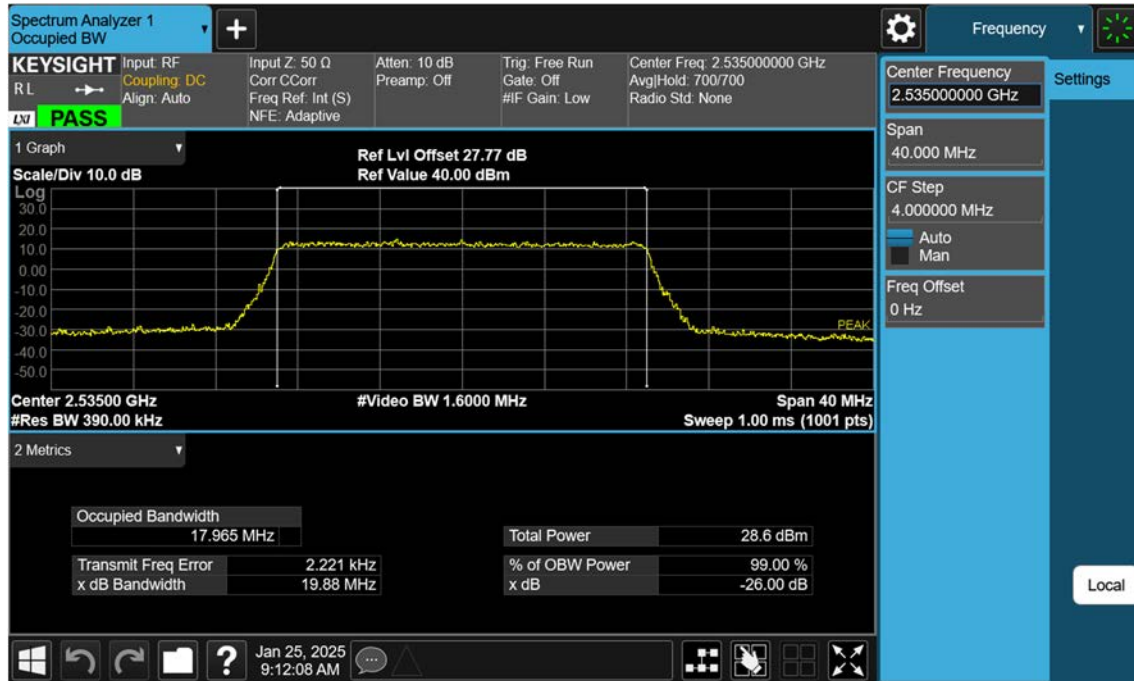 Spectrum Analyzer 1
Occupied BW
+
Frequency
KEYSIGHT
RL
LXI
PASS
Input: RF
Coupling: DC
Align: Auto
Input Z: 50 Ω
Corr CCorr
Freq Ref: Int (S)
NFE: Adaptive
Atten: 10 dB
Preamp: Off
Trig: Free Run
Gate: Off
#IF Gain: Low
Center Freq: 2.535000000 GHz
Avg|Hold: 700/700
Radio Std: None
Center Frequency
2.535000000 GHz
Settings
Span
40.000 MHz
CF Step
4.000000 MHz
Auto
Man
Freq Offset
0 Hz
Local
1 Graph
Scale/Div 10.0 dB
Ref Lvl Offset 27.77 dB
Ref Value 40.00 dBm
Log
30.0
20.0
10.0
0.00
-10.0
-20.0
-30.0
-40.0
-50.0
PEAK
Center 2.53500 GHz
#Video BW 1.6000 MHz
Span 40 MHz
#Res BW 390.00 kHz
Sweep 1.00 ms (1001 pts)
2 Metrics
Occupied Bandwidth
17.965 MHz
Total Power 28.6 dBm
Transmit Freq Error 2.221 kHz
% of OBW Power 99.00 %
x dB Bandwidth 19.88 MHz
x dB -26.00 dB
?
Jan 25, 2025
9:12:08 AM